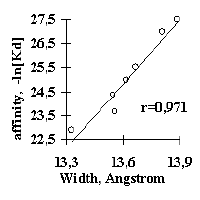 27,5
26,5
25,5
24,5
23,5
22,5
affinity, -ln[Kd]
r=0,971
13,3 13,6 13,9
Width, Angstrom